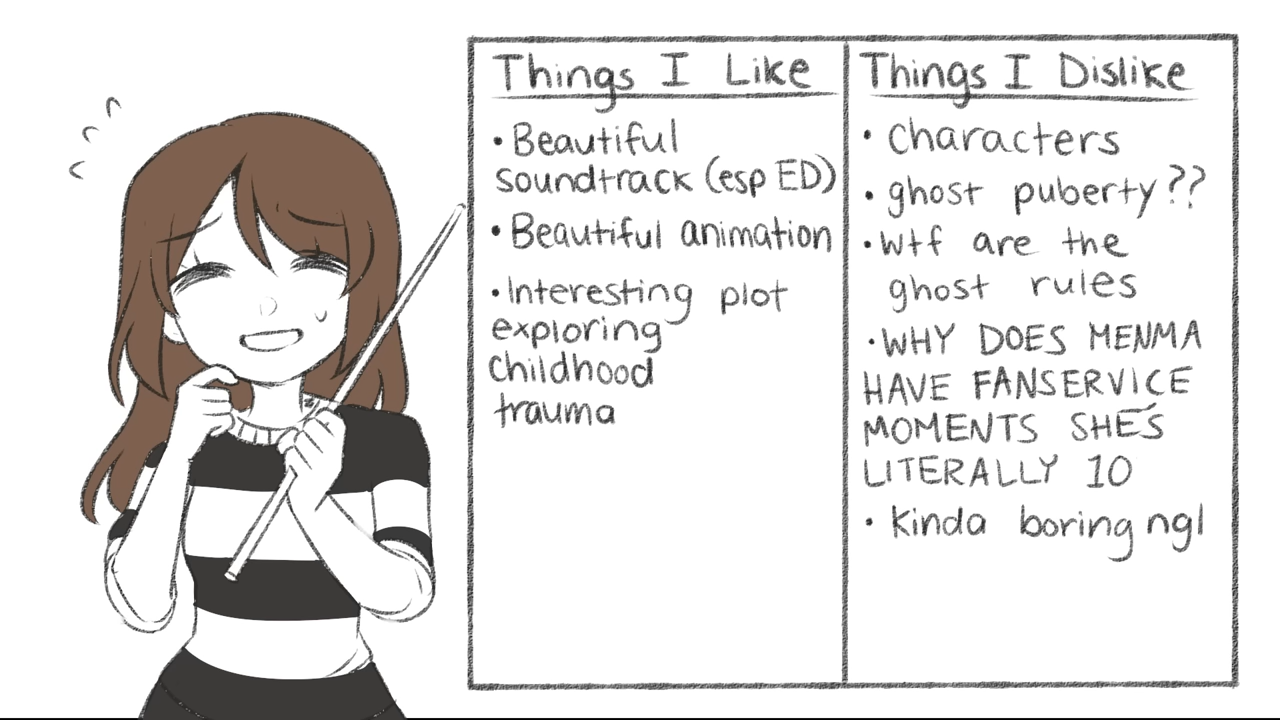 Things I Like
• Beautiful
soundtrack (esp ED)
• Beautiful animation
• Interesting plot
exploring
childhood
trauma
Things I Dislike
• Characters
• ghost puberty??
• wtf are the
ghost rules
• WHY DOES MENMA
HAVE FANSERVICE
MOMENTS SHE'S
LITERALLY 10
• Kinda boring ngl